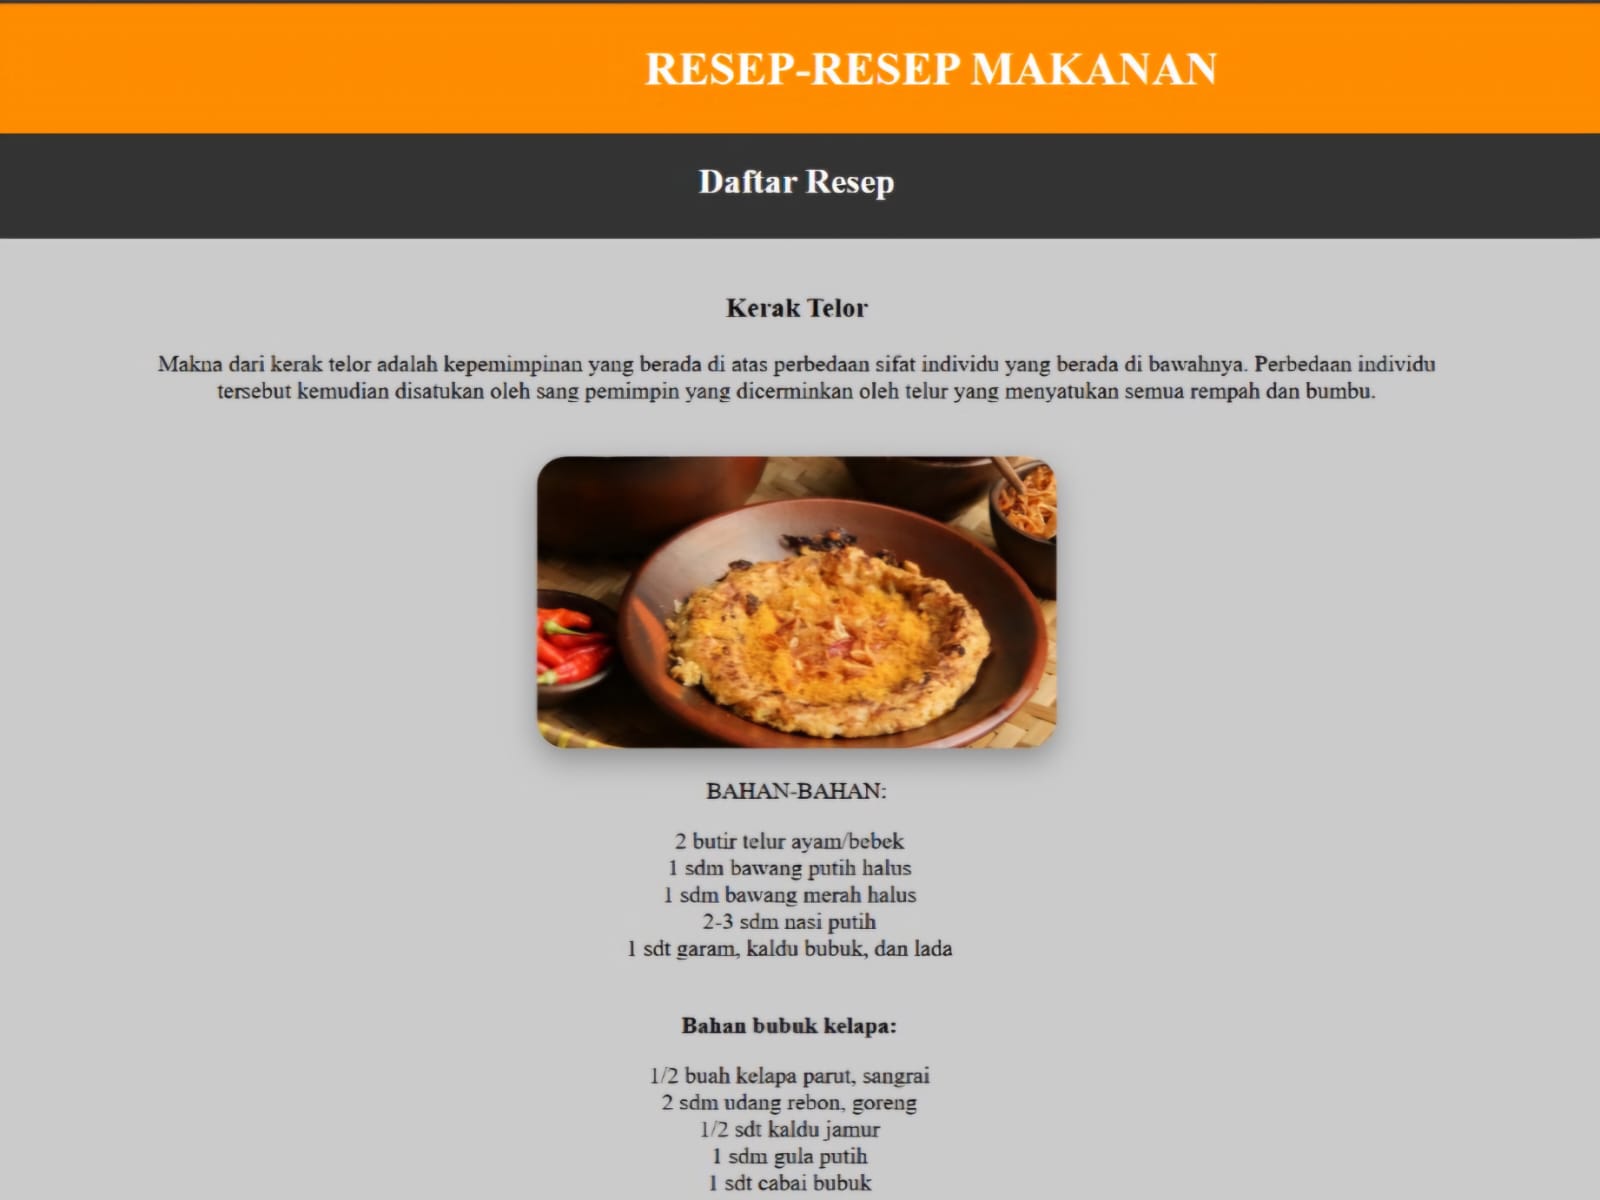 RESEP-RESEP MAKANAN
Daftar Resep
Kerak Telor
Makna dari kerak telor adalah kepemimpinan yang berada di atas perbedaan sifat individu yang berada di bawahnya. Perbedaan individu
tersebut kemudian disatukan oleh sang pemimpin yang dicerminkan oleh telur yang menyatukan semua rempah dan bumbu.
BAHAN-BAHAN:
2 butir telur ayam/bebek
1 sdm bawang putih halus
1 sdm bawang merah halus
2-3 sdm nasi putih
1 sdt garam, kaldu bubuk, dan lada
Bahan bubuk kelapa:
1/2 buah kelapa parut, sangrai
2 sdm udang rebon, goreng
1/2 sdt kaldu jamur
1 sdm gula putih
1 sdt cabai bubuk